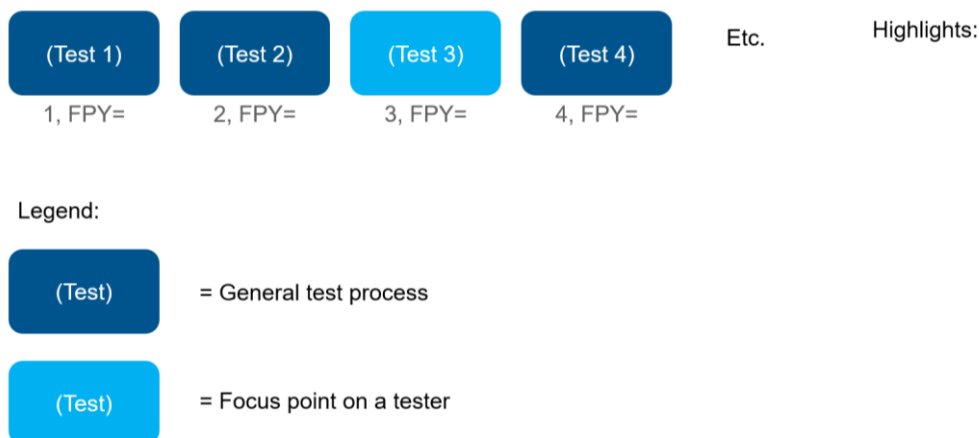 (Test 1) (Test 2) (Test 3) (Test 4) Etc. Highlights:
1, FPY= 2, FPY= 3, FPY= 4, FPY=
Legend:
(Test) = General test process
(Test) = Focus point on a tester